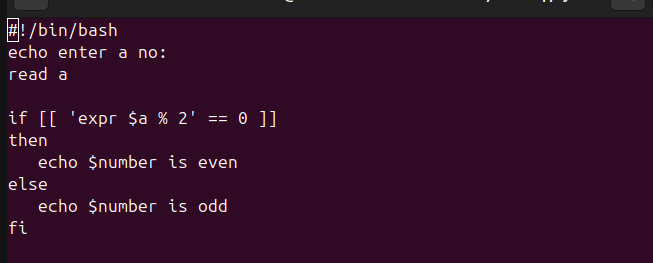 #!/bin/bash
echo enter a no:
read a

if [[ 'expr $a % 2' == 0 ]]
then
   echo $number is even
else
   echo $number is odd
fi